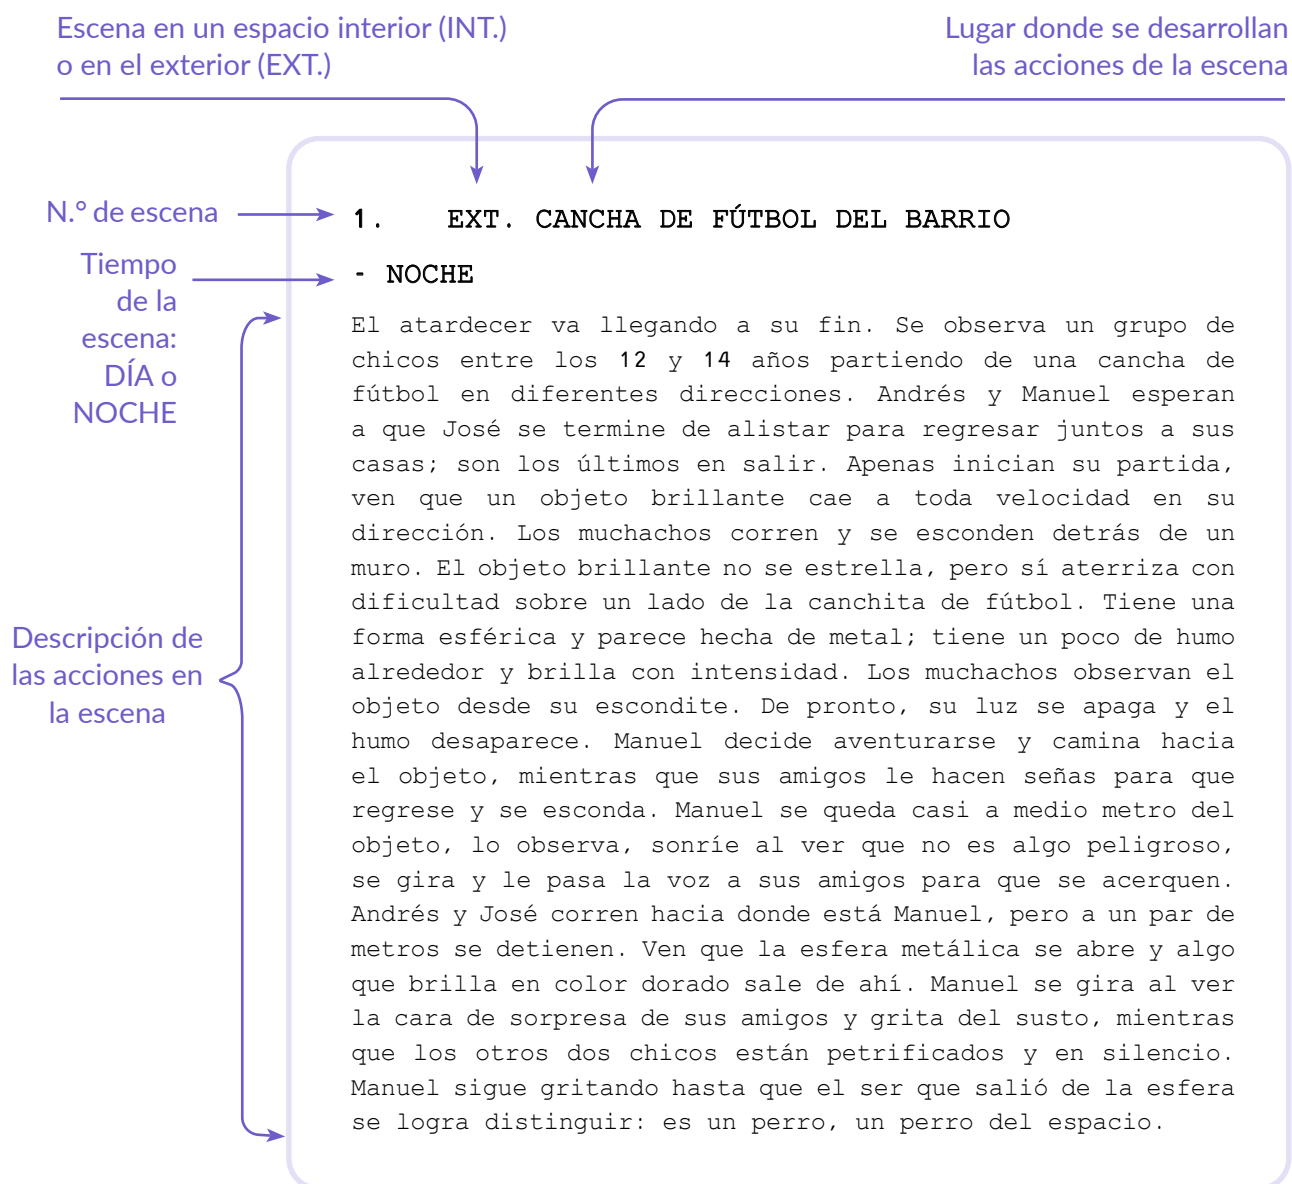 Escena en un espacio interior (INT.)
o en el exterior (EXT.)
Lugar donde se desarrollan
las acciones de la escena
N.° de escena
1. EXT. CANCHA DE FÚTBOL DEL BARRIO
Tiempo
de la
escena:
DÍA o
NOCHE
- NOCHE
Descripción de
las acciones en
la escena
El atardecer va llegando a su fin. Se observa un grupo de
chicos entre los 12 y 14 años partiendo de una cancha de
fútbol en diferentes direcciones. Andrés y Manuel esperan
a que José se termine de alistar para regresar juntos a sus
casas; son los últimos en salir. Apenas inician su partida,
ven que un objeto brillante cae a toda velocidad en su
dirección. Los muchachos corren y se esconden detrás de un
muro. El objeto brillante no se estrella, pero sí aterriza con
dificultad sobre un lado de la canchita de fútbol. Tiene una
forma esférica y parece hecha de metal; tiene un poco de humo
alrededor y brilla con intensidad. Los muchachos observan el
objeto desde su escondite. De pronto, su luz se apaga y el
humo desaparece. Manuel decide aventurarse y camina hacia
el objeto, mientras que sus amigos le hacen señas para que
regrese y se esconda. Manuel se queda casi a medio metro del
objeto, lo observa, sonríe al ver que no es algo peligroso,
se gira y le pasa la voz a sus amigos para que se acerquen.
Andrés y José corren hacia donde está Manuel, pero a un par de
metros se detienen. Ven que la esfera metálica se abre y algo
que brilla en color dorado sale de ahí. Manuel se gira al ver
la cara de sorpresa de sus amigos y grita del susto, mientras
que los otros dos chicos están petrificados y en silencio.
Manuel sigue gritando hasta que el ser que salió de la esfera
se logra distinguir: es un perro, un perro del espacio.